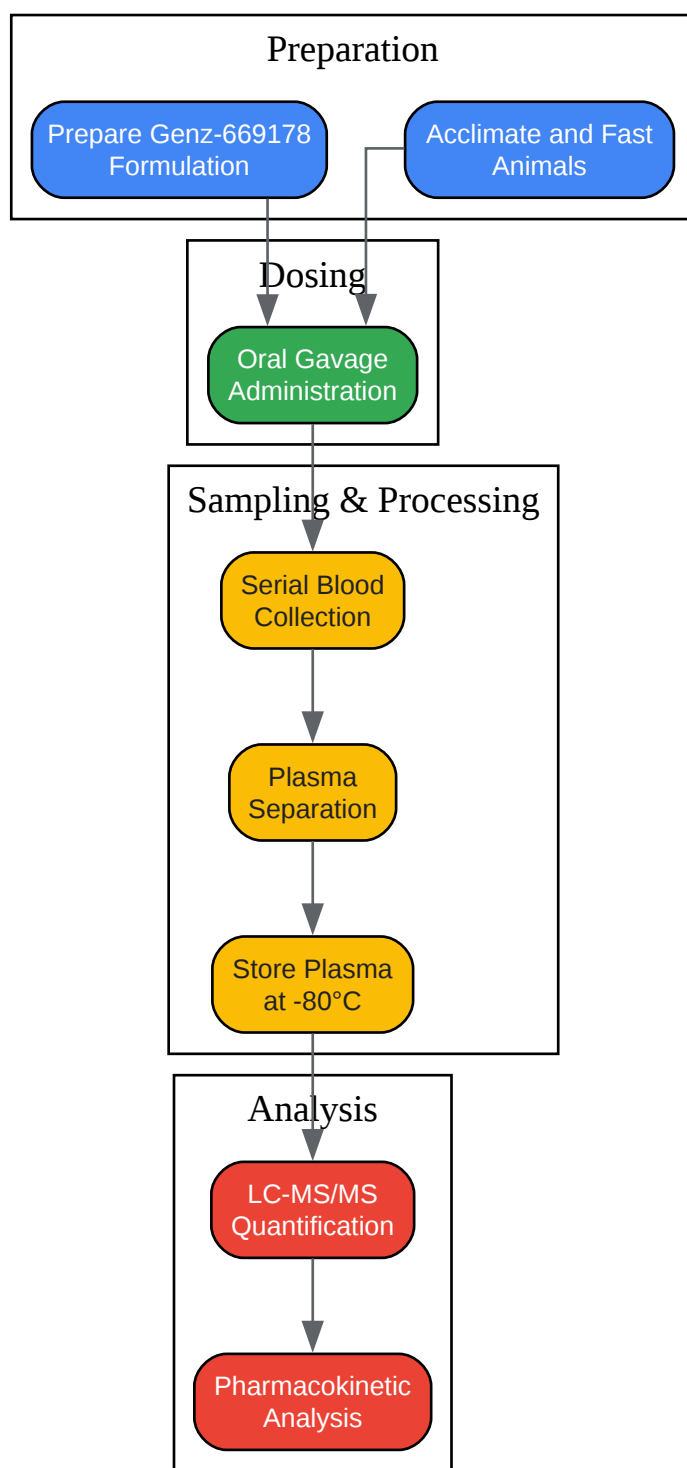 Preparation
Prepare Genz-669178
Formulation
Acclimate and Fast
Animals
Dosing
Oral Gavage
Administration
Sampling & Processing
Serial Blood
Collection
Plasma
Separation
Store Plasma
at -80°C
Analysis
LC-MS/MS
Quantification
Pharmacokinetic
Analysis